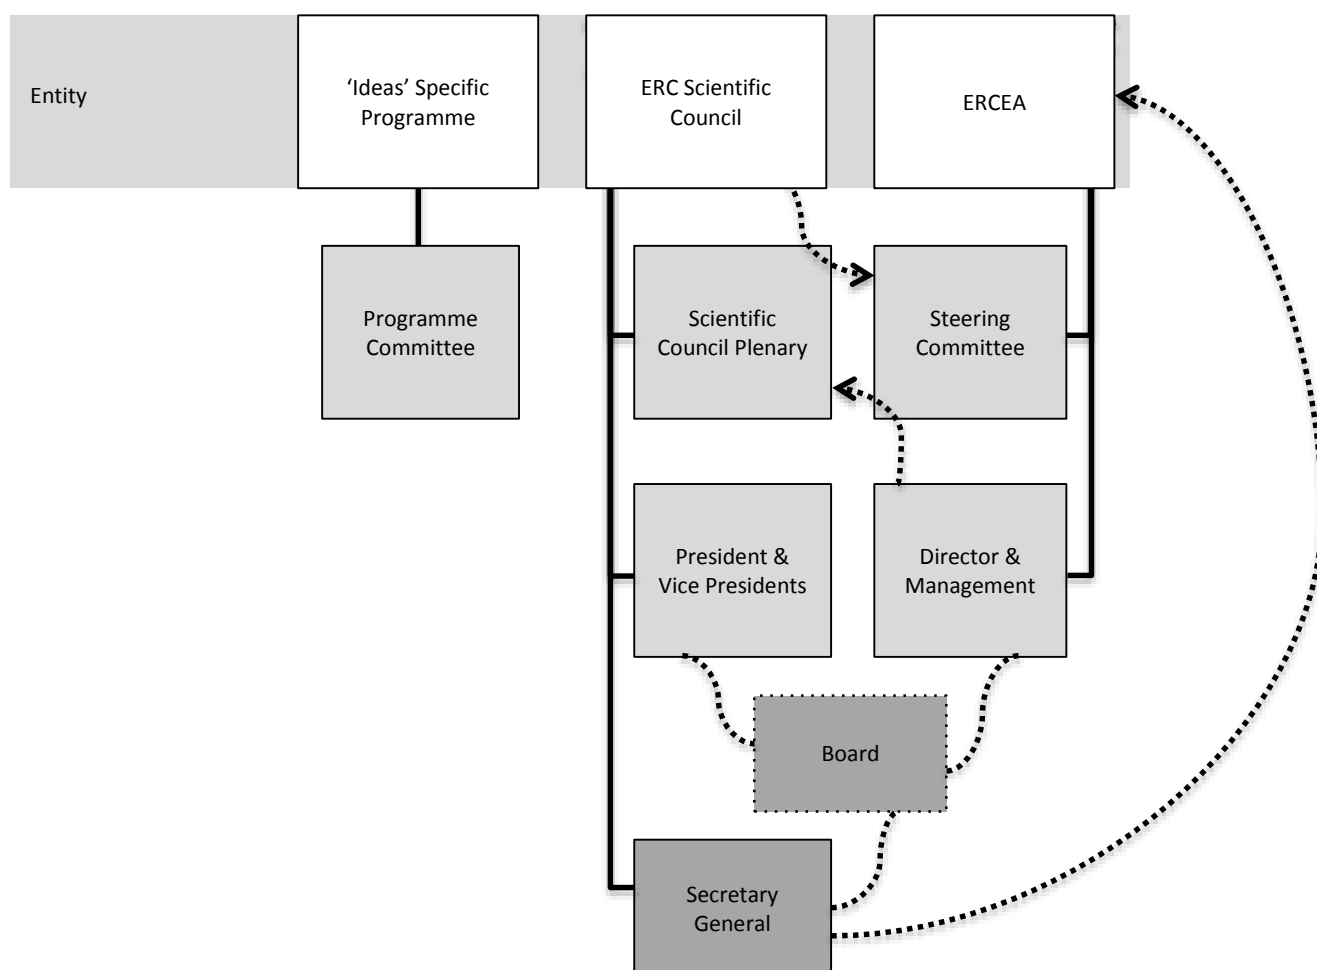 Entity
‘Ideas’ Specific
Programme
ERC Scientific
Council
ERCEA
Programme
Committee
Scientific
Council Plenary
Steering
Committee
President &
Vice Presidents
Director &
Management
Board
Secretary
General